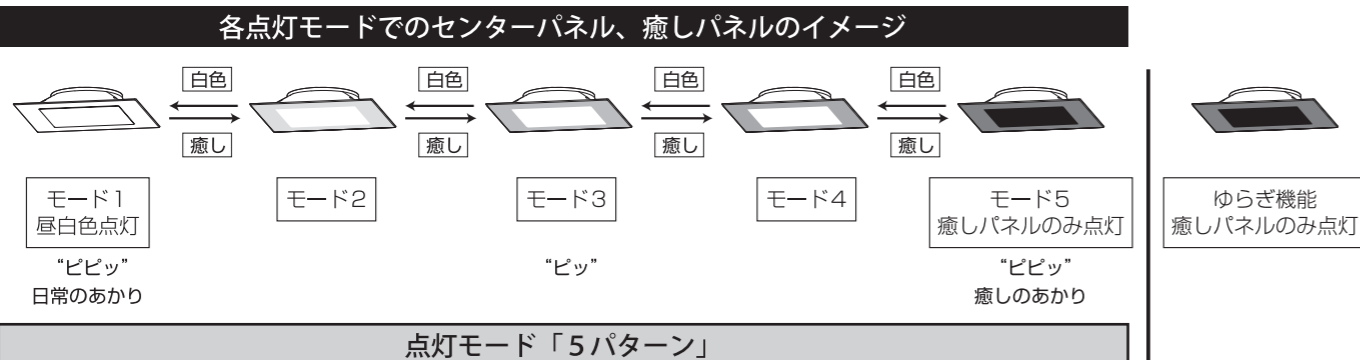 各点灯モードでのセンターパネル、癒しパネルのイメージ
白色 白色 白色 白色
癒し 癒し 癒し 癒し
モード1
昼白色点灯
モード2
モード3
モード4
モード5
癒しパネルのみ点灯
ゆらぎ機能
癒しパネルのみ点灯
“ピピッ”
日常のあかり
“ピッ”
“ピピッ”
癒しのあかり
点灯モード「5パターン」